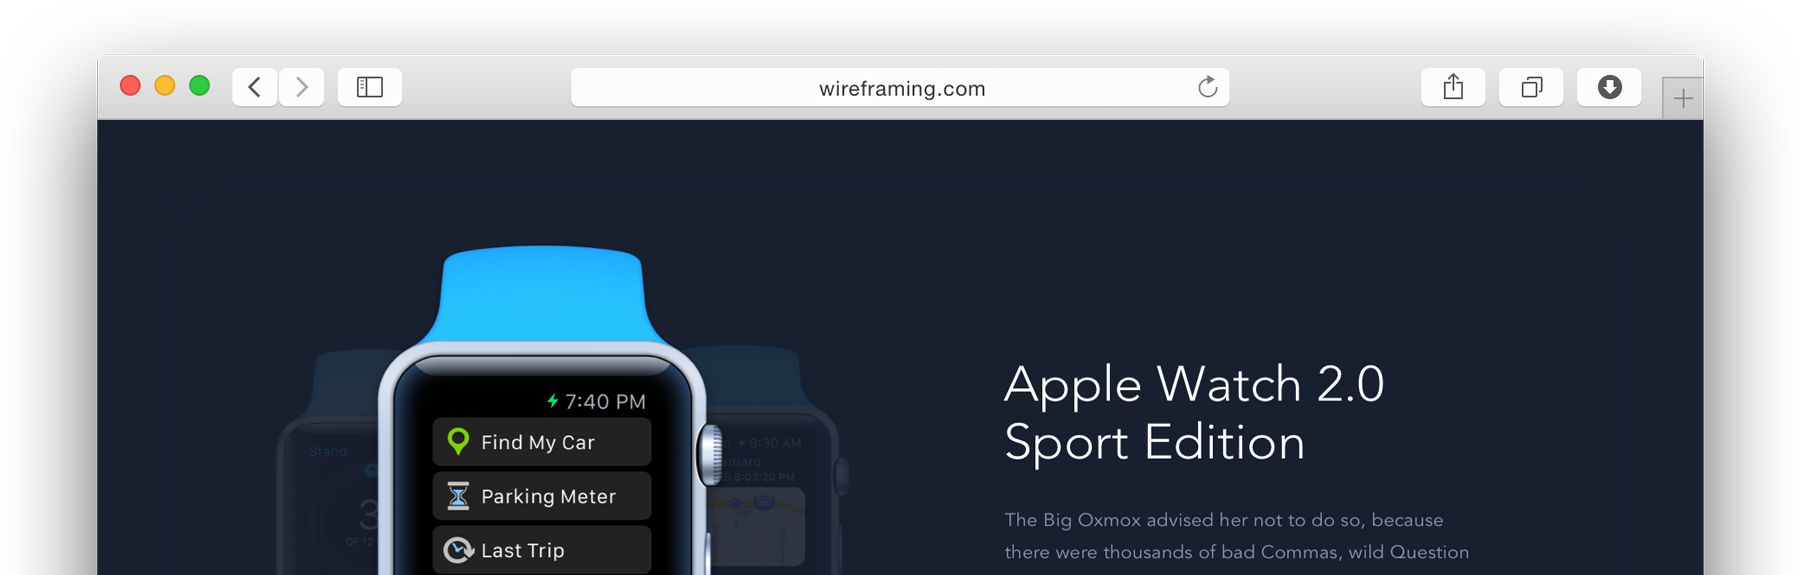 wireframing.com
7:40 PM
Find My Car
Parking Meter
Last Trip
Stand
3
OF 12
9:30 AM
8:03:20 PM
Apple Watch 2.0
Sport Edition
The Big Oxmox advised her not to do so, because
there were thousands of bad Commas, wild Question